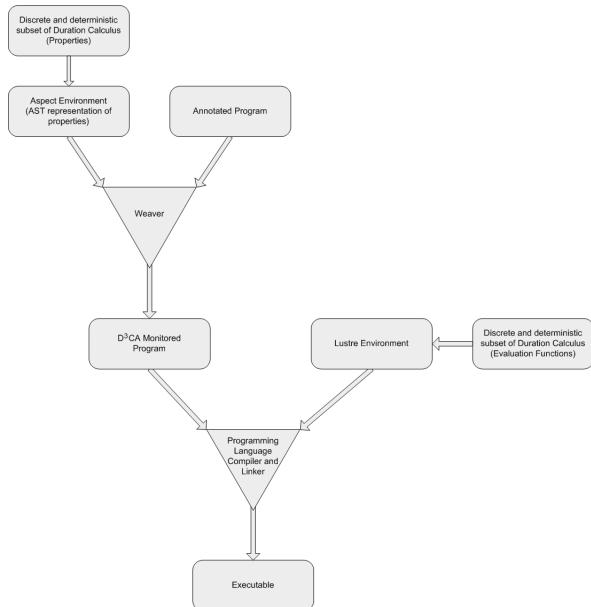 Discrete and deterministic
subset of Duration Calculus
(Properties)
Aspect Environment
(AST representation of
properties)
Annotated Program
Weaver
D³CA Monitored
Program
Lustre Environment
Discrete and deterministic
subset of Duration Calculus
(Evaluation Functions)
Programming
Language
Compiler and
Linker
Executable